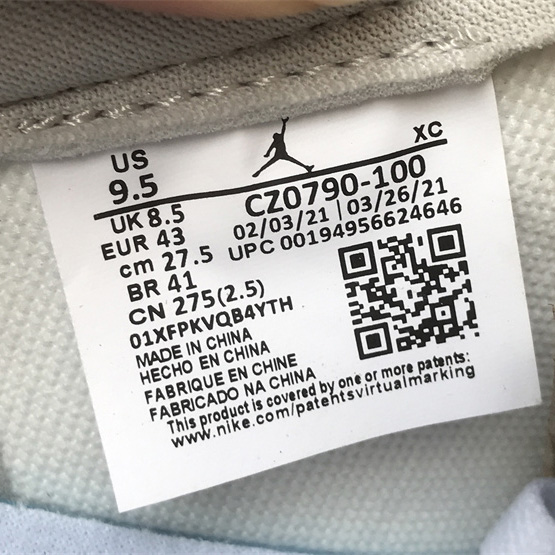 XC
US
9.5
CZ0790-100
UK 8.5
02/03/21 | 03/26/21
EUR 43
UPC 00194956624646
cm 27.5
BR 41
CN 275(2.5)
01XFPKVQB4YTH
MADE IN CHINA
HECHO EN CHINA
FABRIQUE EN CHINE
FABRICADO NA CHINA
This product is covered by one or more patents:
www.nike.com/patentsvirtualmarking